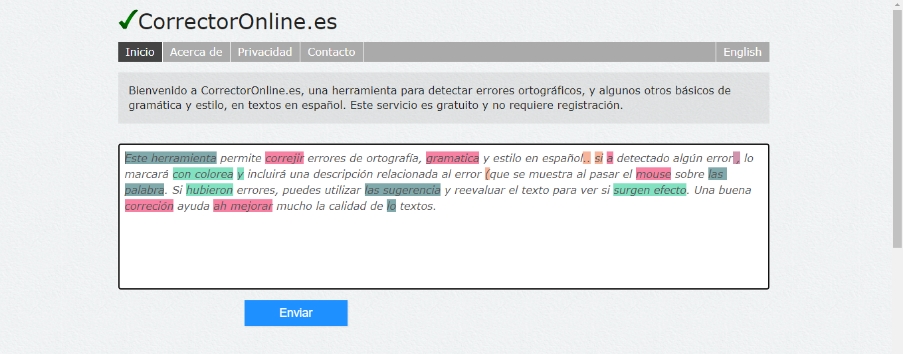 CorrectorOnline.es
Inicio Acerca de Privacidad Contacto English
Bienvenido a CorrectorOnline.es, una herramienta para detectar errores ortográficos, y algunos otros básicos de
gramática y estilo, en textos en español. Este servicio es gratuito y no requiere registración.
Este herramienta permite correjir errores de ortografía, gramatica y estilo en español.. si a detectado algún error , lo
marcará con colorea y incluirá una descripción relacionada al error (que se muestra al pasar el mouse sobre las
palabra. Si hubieron errores, puedes utilizar las sugerencia y reevaluar el texto para ver si surgen efecto. Una buena
correción ayuda ah mejorar mucho la calidad de lo textos.
Enviar